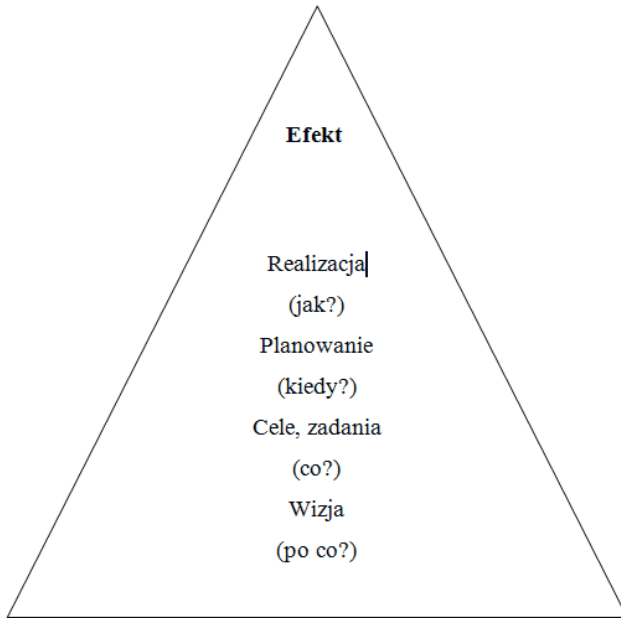 Efekt
Realizacja
(jak?)
Planowanie
(kiedy?)
Cele, zadania
(co?)
Wizja
(po co?)